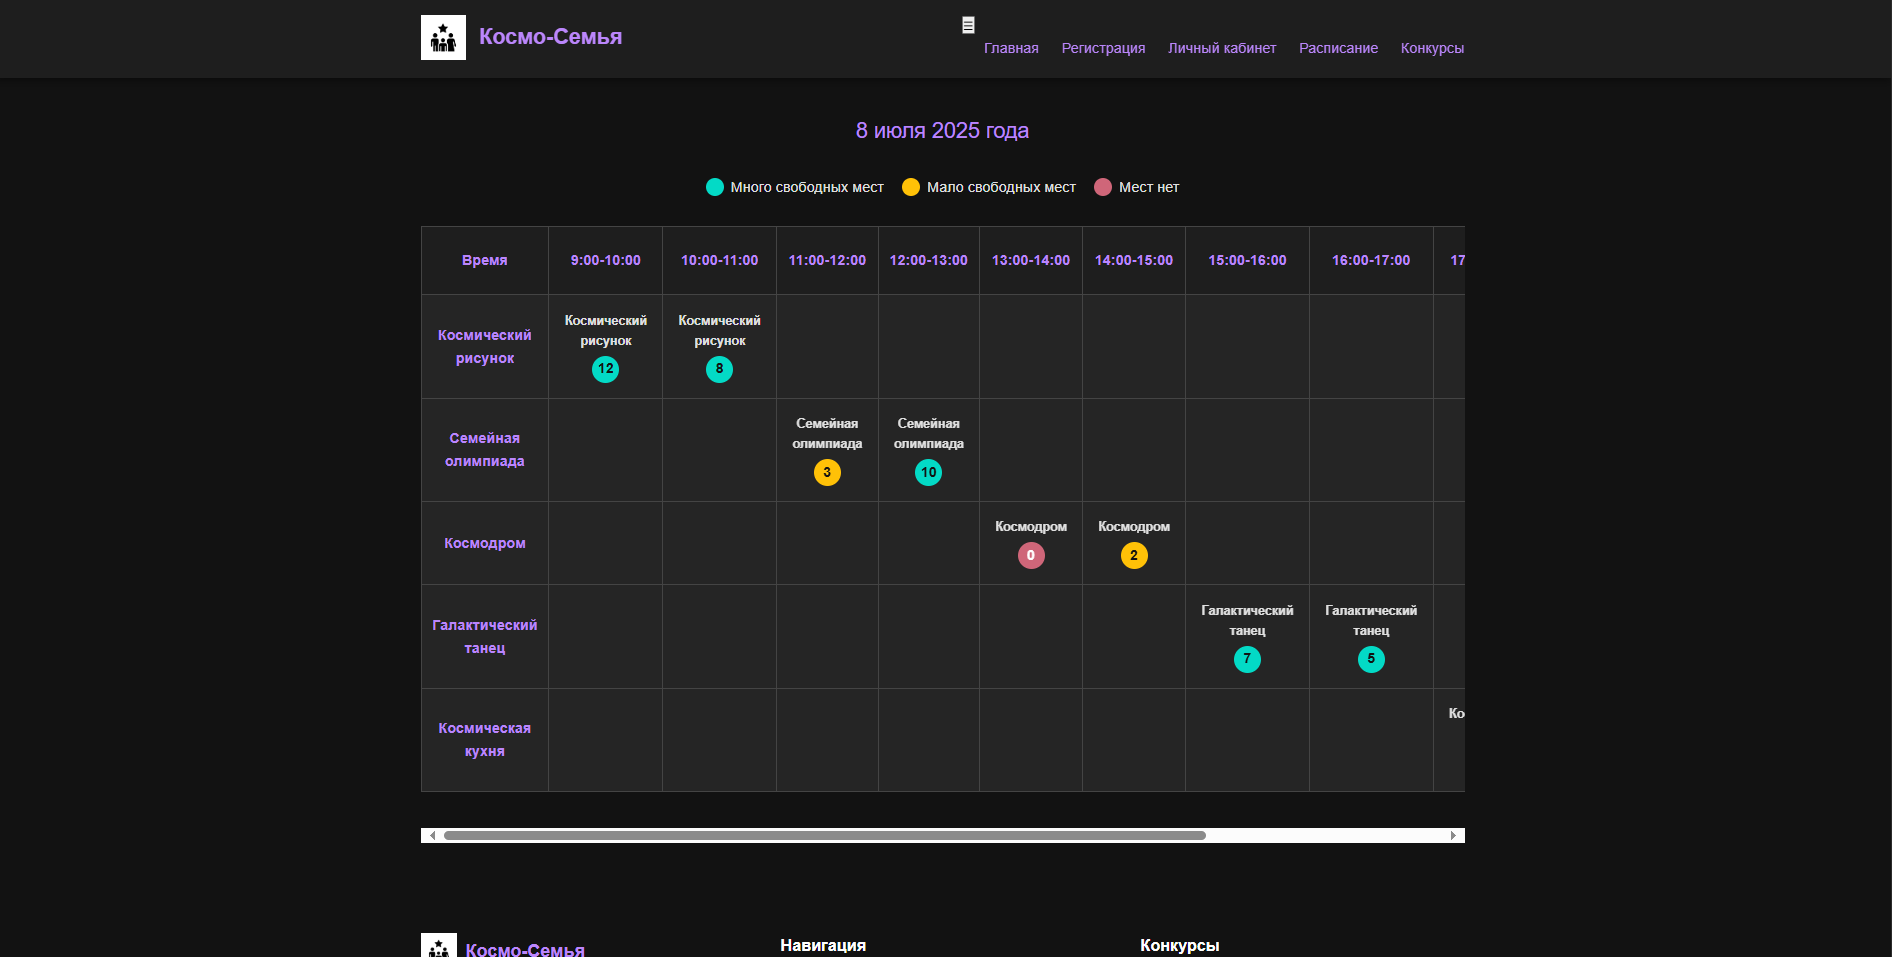 Космо-Семья
Главная Регистрация Личный кабинет Расписание Конкурсы
8 июля 2025 года
Много свободных мест Мало свободных мест Мест нет
Время 9:00-10:00 10:00-11:00 11:00-12:00 12:00-13:00 13:00-14:00 14:00-15:00 15:00-16:00 16:00-17:00 17
Космический
рисунок
Космический
рисунок
12
Космический
рисунок
8
Семейная
олимпиада
Семейная
олимпиада
3
Семейная
олимпиада
10
Космодром
Космодром
0
Космодром
2
Галактический
танец
Галактический
танец
7
Галактический
танец
5
Космическая
кухня
Ко
Космо-Семья
Навигация
Конкурсы